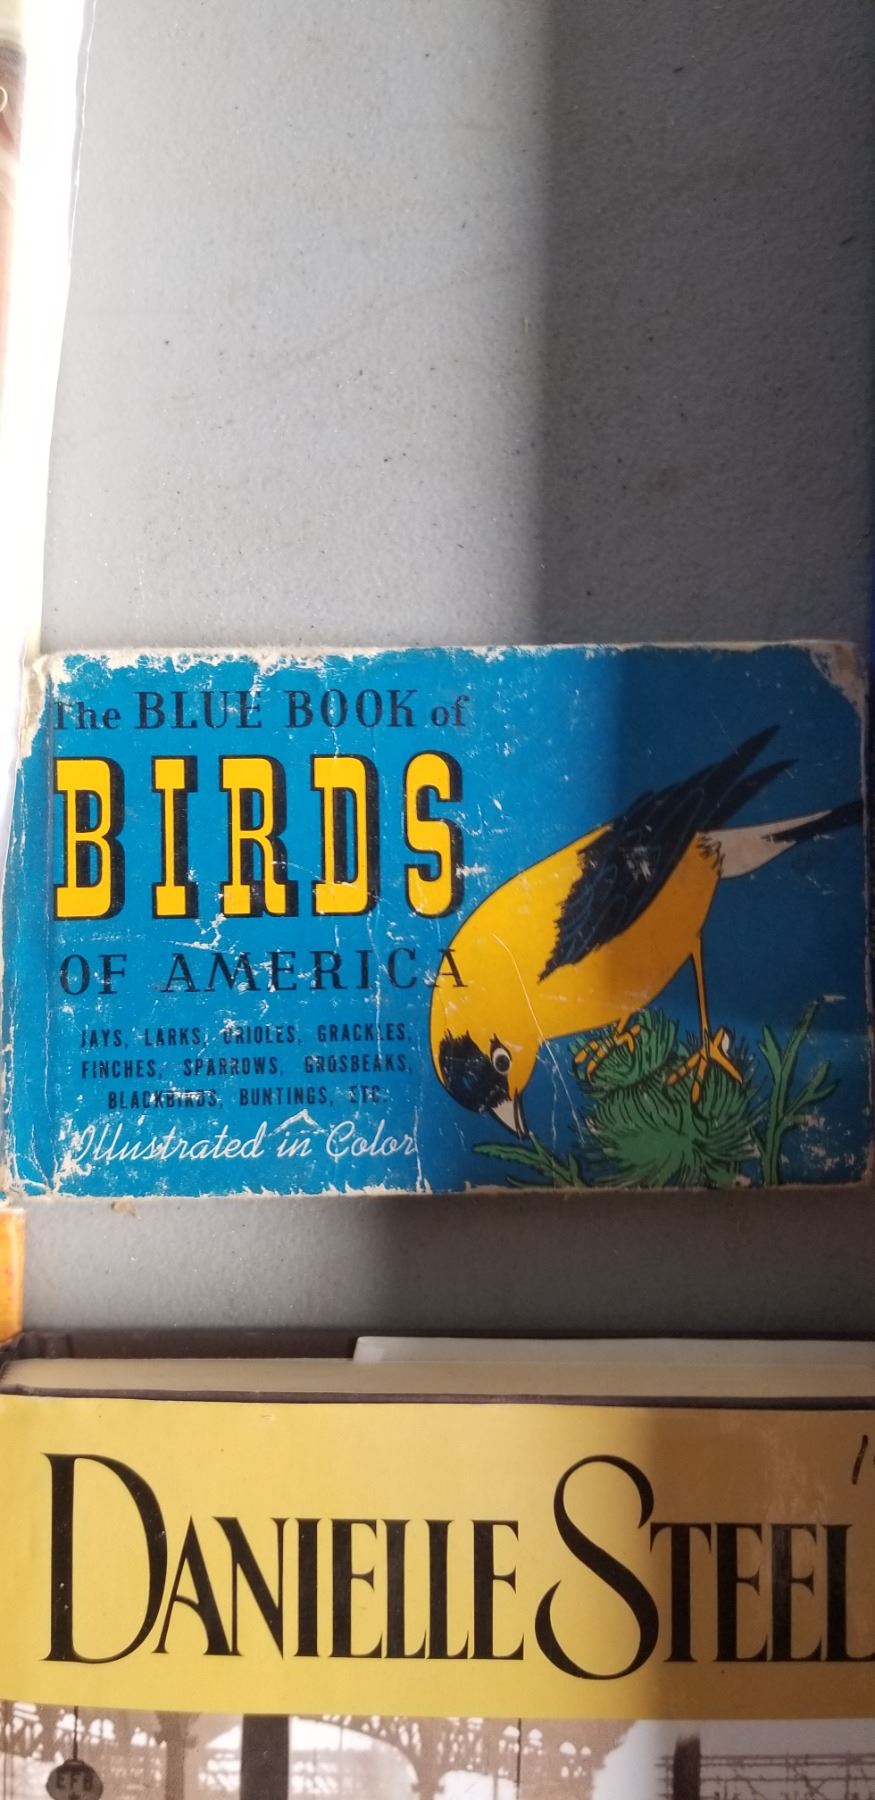 The BLUE BOOK of
BIRDS
OF AMERICA
JAYS, LARKS, ORIOLES, GRACKLES,
FINCHES, SPARROWS, GROSBEAKS,
BLACKBIRDS, BUNTINGS, ETC.
Illustrated in Color
DANIELLE STEEL
EFB